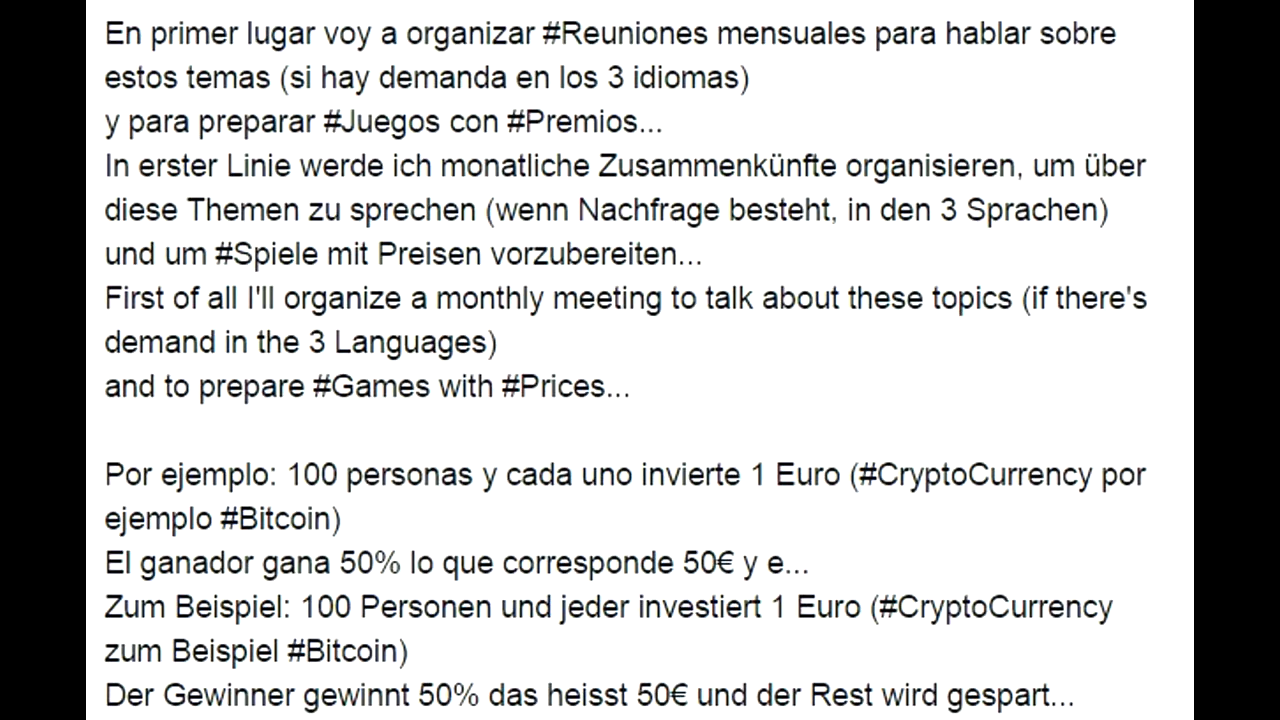 En primer lugar voy a organizar #Reuniones mensuales para hablar sobre
estos temas (si hay demanda en los 3 idiomas)
y para preparar #Juegos con #Premios...
In erster Linie werde ich monatliche Zusammenkünfte organisieren, um über
diese Themen zu sprechen (wenn Nachfrage besteht, in den 3 Sprachen)
und um #Spiele mit Preisen vorzubereiten...
First of all I'll organize a monthly meeting to talk about these topics (if there's
demand in the 3 Languages)
and to prepare #Games with #Prices...
Por ejemplo: 100 personas y cada uno invierte 1 Euro (#CryptoCurrency por
ejemplo #Bitcoin)
El ganador gana 50% lo que corresponde 50€ y e...
Zum Beispiel: 100 Personen und jeder investiert 1 Euro (#CryptoCurrency
zum Beispiel #Bitcoin)
Der Gewinner gewinnt 50% das heisst 50€ und der Rest wird gespart...